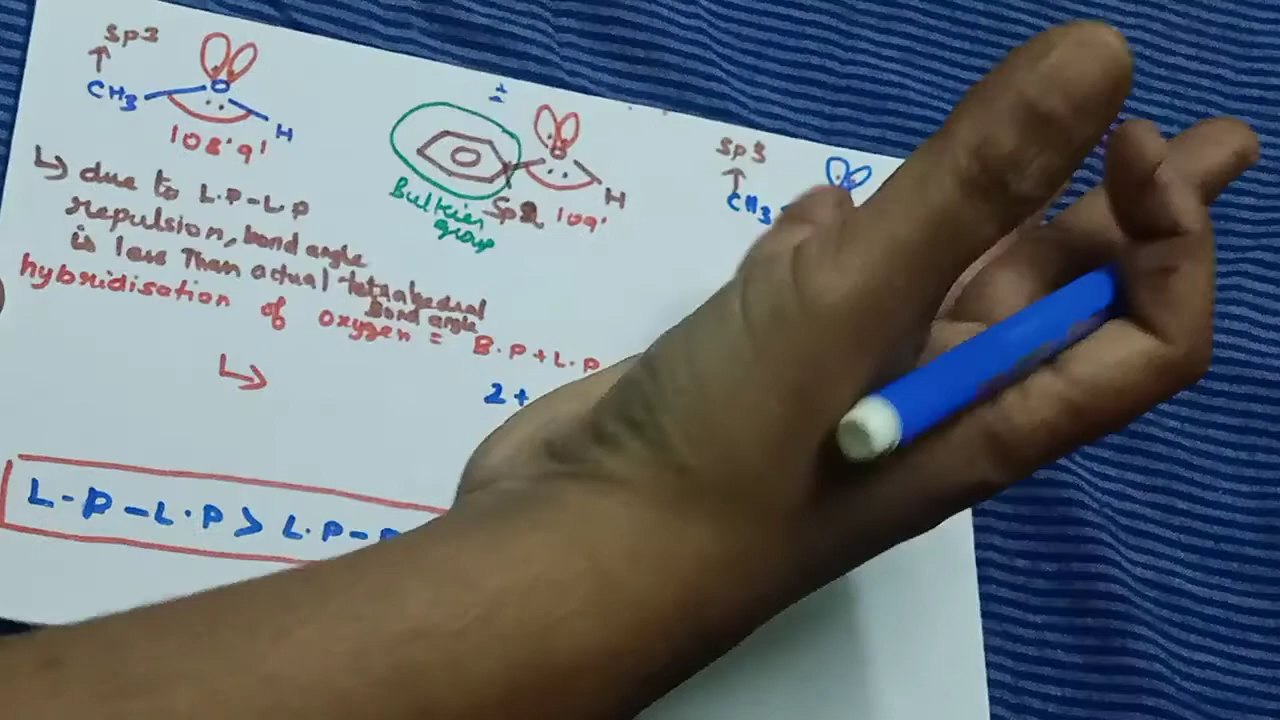 Sp3
CH3 O H
108°9'
↳ due to L.P-L.P
repulsion, bond angle
is less than actual tetrahedral
bond angle
O H
Bulkier
group
Sp2 109'
Sp3
CH3
hybridisation of oxygen = B.P+L.P
2+
L.P-L.P > L.P-